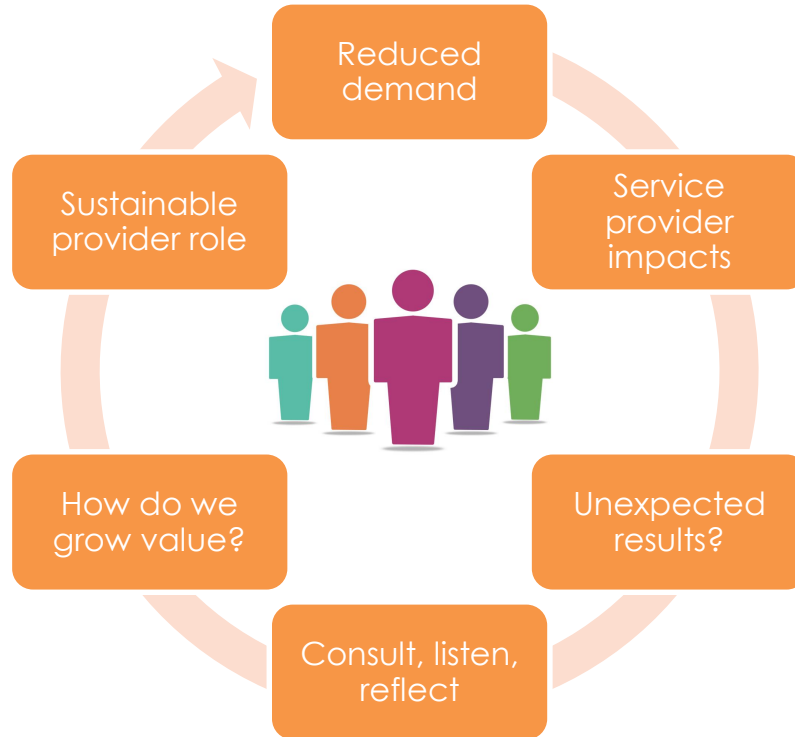 Reduced
demand
Service
provider
impacts
Unexpected
results?
Consult, listen,
reflect
How do we
grow value?
Sustainable
provider role